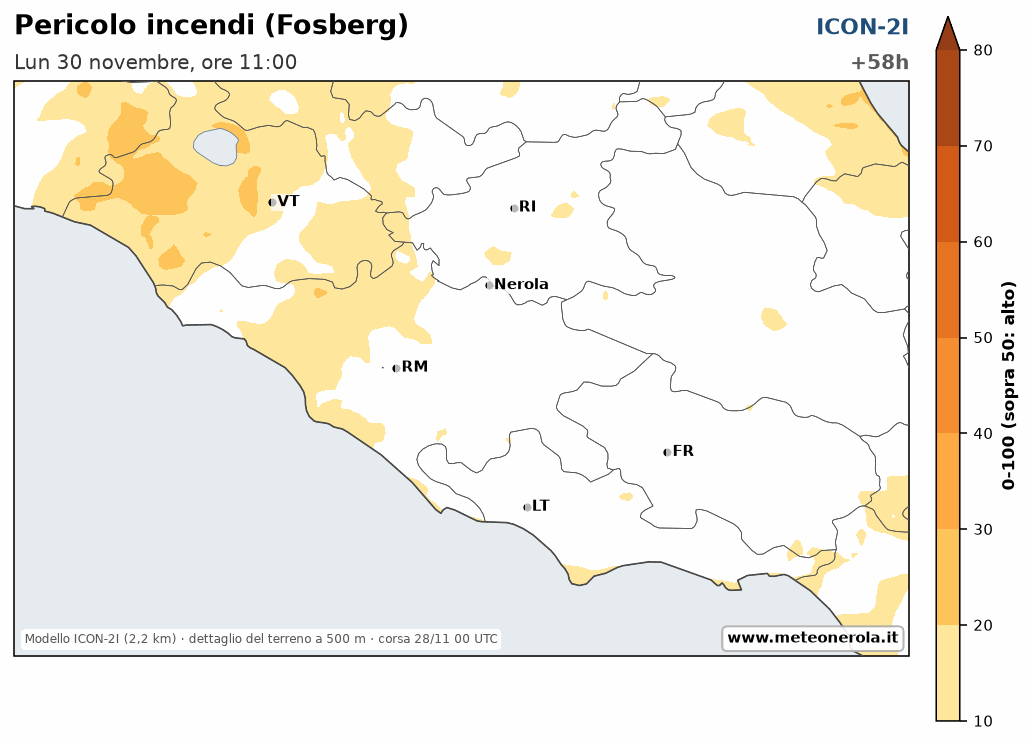 Pericolo incendi (Fosberg)
ICON-2I
Lun 30 novembre, ore 11:00
+58h
VT
RI
Nerola
RM
FR
LT
Modello ICON-2I (2,2 km) · dettaglio del terreno a 500 m · corsa 28/11 00 UTC
www.meteonerola.it
80
70
60
50
40
30
20
10
0-100 (sopra 50: alto)